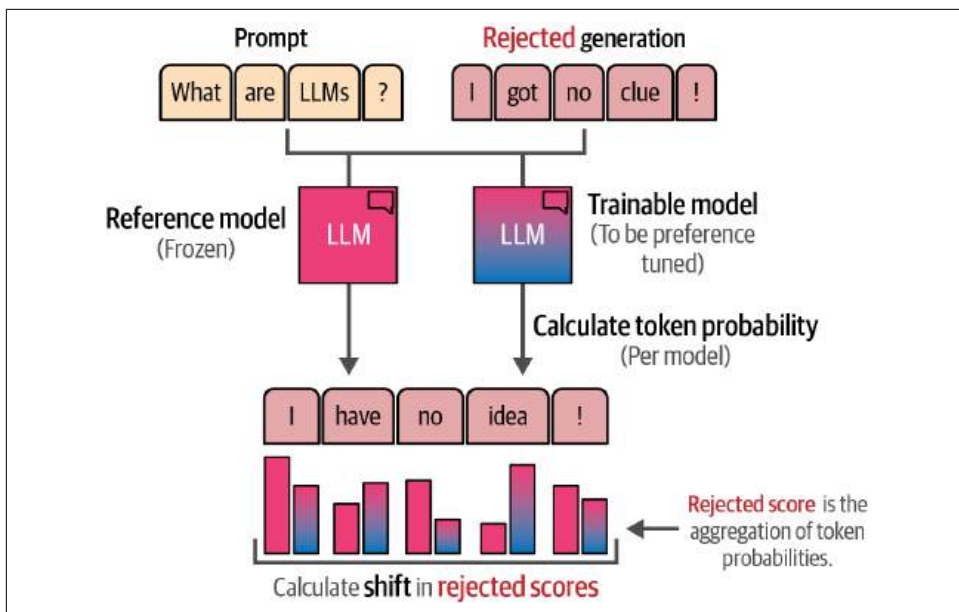 Prompt
Rejected generation
What are LLMs ?
I got no clue !
Reference model
(Frozen)
LLM
LLM
Trainable model
(To be preference
tuned)
Calculate token probability
(Per model)
I have no idea !
Rejected score is the
aggregation of token
probabilities.
Calculate shift in rejected scores